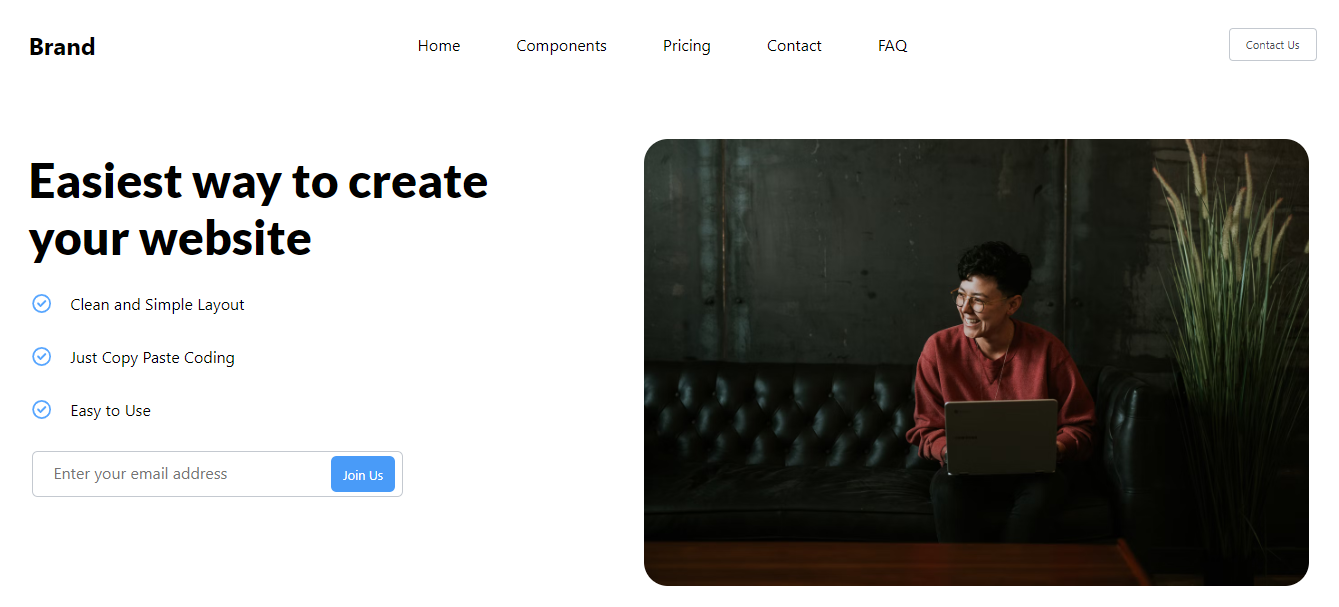 Brand
Home
Components
Pricing
Contact
FAQ
Contact Us
Easiest way to create
your website
Clean and Simple Layout
Just Copy Paste Coding
Easy to Use
Enter your email address
Join Us